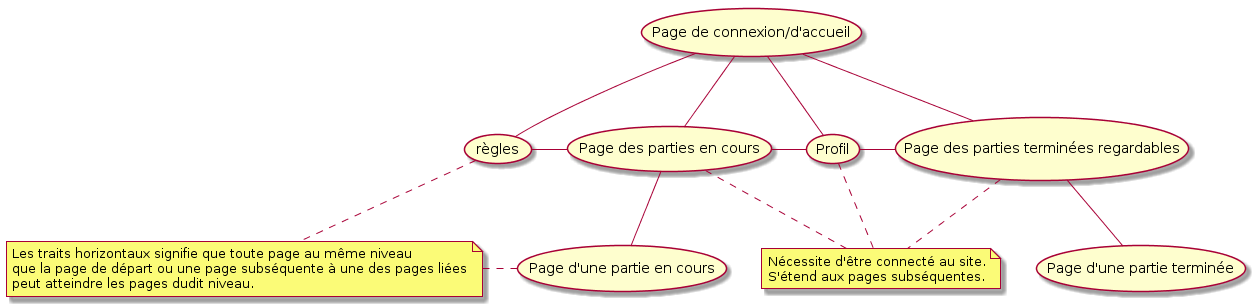 Page de connexion/d'accueil
règles
Page des parties en cours
Profil
Page des parties terminées regardables
Les traits horizontaux signifie que toute page au même niveau
que la page de départ ou une page subséquente à une des pages liées
peut atteindre les pages dudit niveau.
Page d'une partie en cours
Nécessite d'être connecté au site.
S'étend aux pages subséquentes.
Page d'une partie terminée